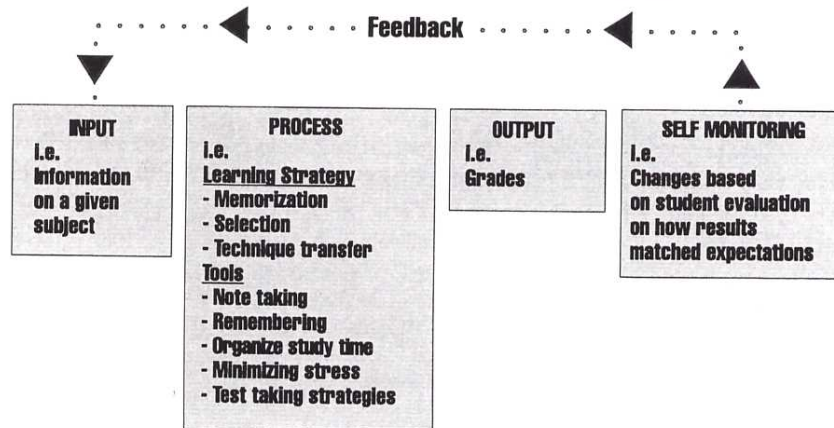 Feedback
INPUT
i.e.
Information
on a given
subject
PROCESS
i.e.
Learning Strategy
- Memorization
- Selection
- Technique transfer
Tools
- Note taking
- Remembering
- Organize study time
- Minimizing stress
- Test taking strategies
OUTPUT
i.e.
Grades
SELF MONITORING
i.e.
Changes based
on student evaluation
on how results
matched expectations